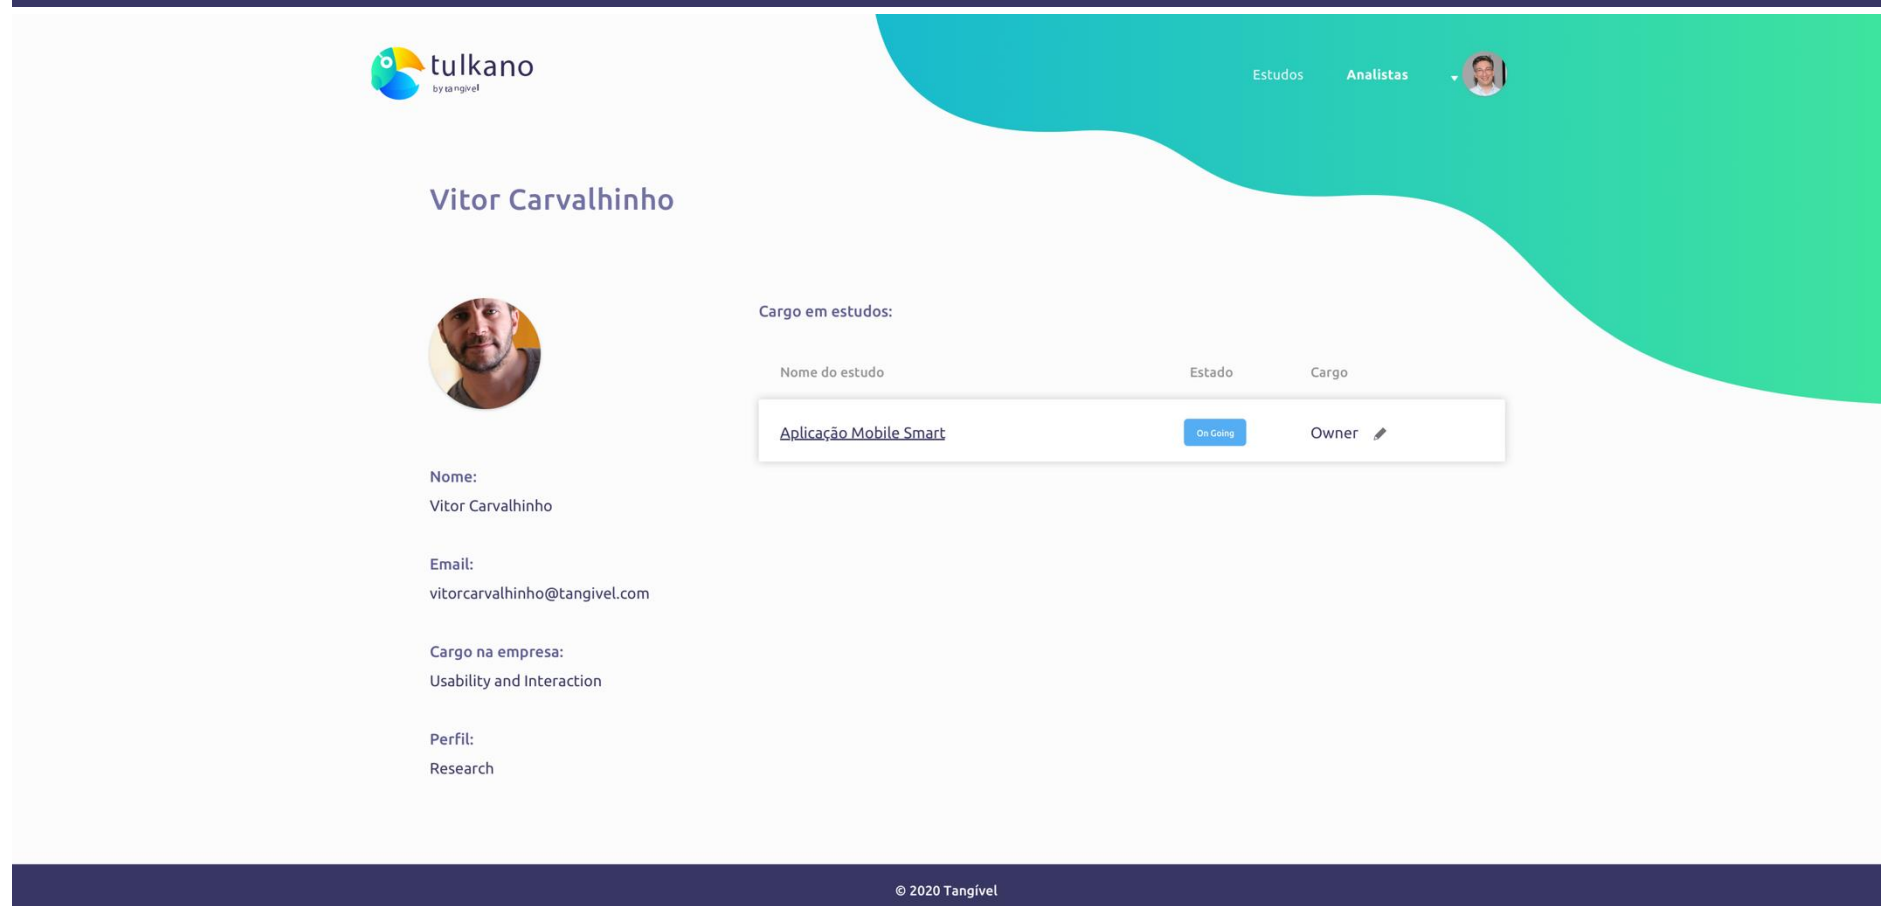 tulkano
by tangivel
Estudos
Analistas
Vitor Carvalhinho
Cargo em estudos:
Nome do estudo
Estado
Cargo
Aplicação Mobile Smart
On Going
Owner
Nome:
Vitor Carvalhinho
Email:
vitorcarvalhinho@tangivel.com
Cargo na empresa:
Usability and Interaction
Perfil:
Research
© 2020 Tangível